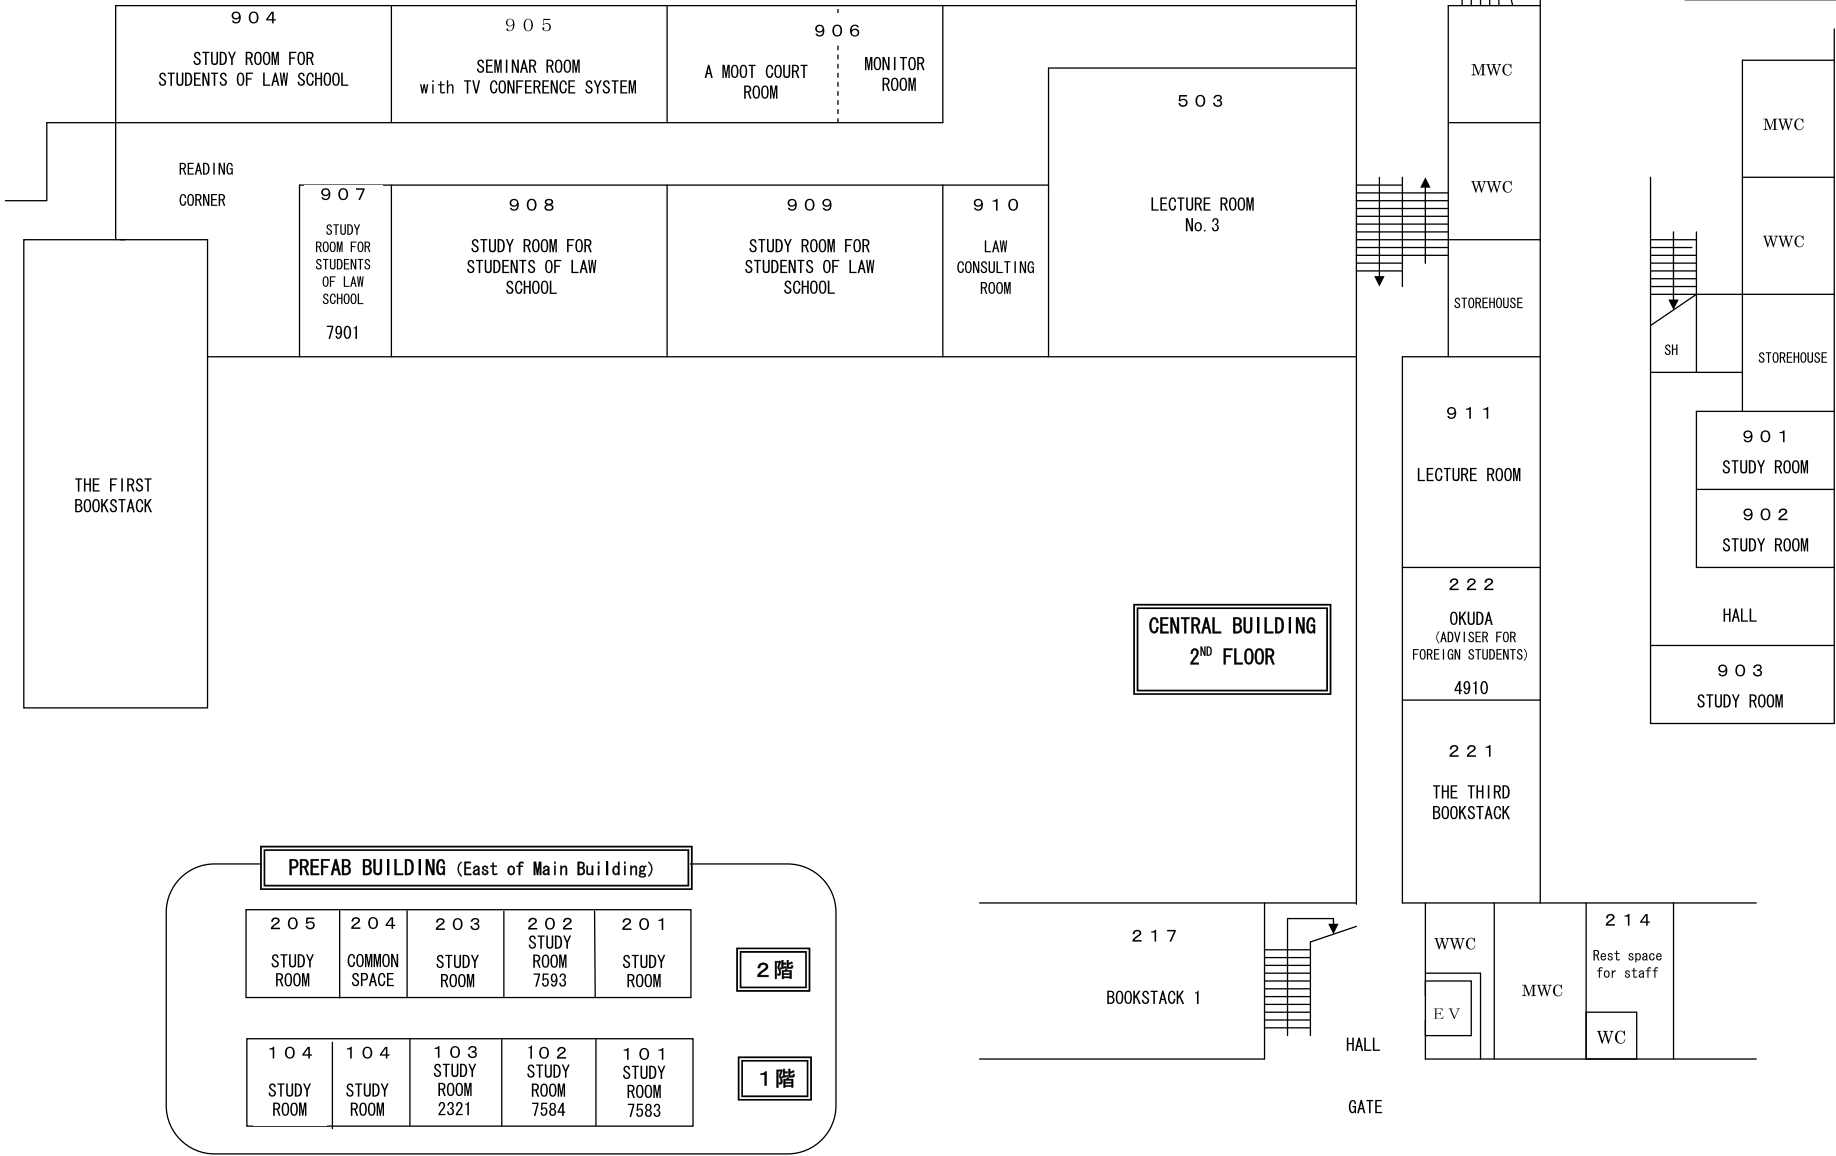 ９０４
STUDY ROOM FOR
STUDENTS OF LAW SCHOOL
９０５
SEMINAR ROOM
with TV CONFERENCE SYSTEM
９０６
A MOOT COURT
ROOM
MONITOR
ROOM
READING
CORNER
９０７
STUDY
ROOM FOR
STUDENTS
OF LAW
SCHOOL
7901
９０８
STUDY ROOM FOR
STUDENTS OF LAW
SCHOOL
９０９
STUDY ROOM FOR
STUDENTS OF LAW
SCHOOL
９１０
LAW
CONSULTING
ROOM
５０３
LECTURE ROOM
No.3
MWC
WWC
STOREHOUSE
MWC
WWC
SH
STOREHOUSE
THE FIRST
BOOKSTACK
９１１
LECTURE ROOM
９０１
STUDY ROOM
９０２
STUDY ROOM
HALL
９０３
STUDY ROOM
CENTRAL BUILDING
2ND FLOOR
２２２
OKUDA
(ADVISER FOR
FOREIGN STUDENTS)
4910
２２１
THE THIRD
BOOKSTACK
２１７
BOOKSTACK 1
HALL
GATE
WWC
ＥＶ
MWC
２１４
Rest space
for staff
WC
PREFAB BUILDING (East of Main Building)
２０５
STUDY
ROOM
２０４
COMMON
SPACE
２０３
STUDY
ROOM
２０２
STUDY
ROOM
7593
２０１
STUDY
ROOM
２階
１０４
STUDY
ROOM
１０４
STUDY
ROOM
１０３
STUDY
ROOM
2321
１０２
STUDY
ROOM
7584
１０１
STUDY
ROOM
7583
１階